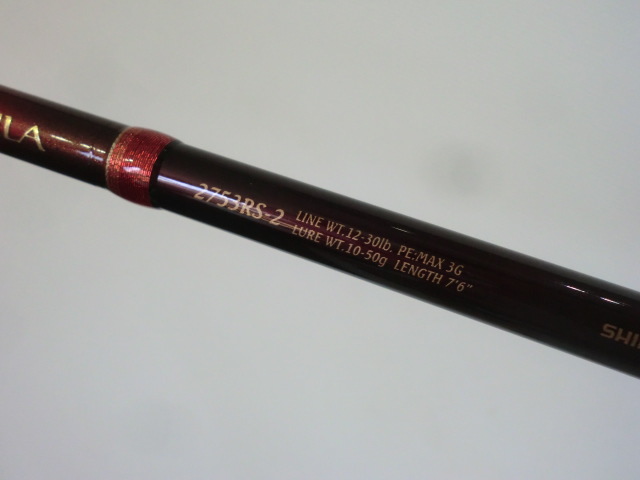 2753RS-2
LINE WT.12-30lb. PE:MAX 3G
LURE WT.10-50g LENGTH 7'6"